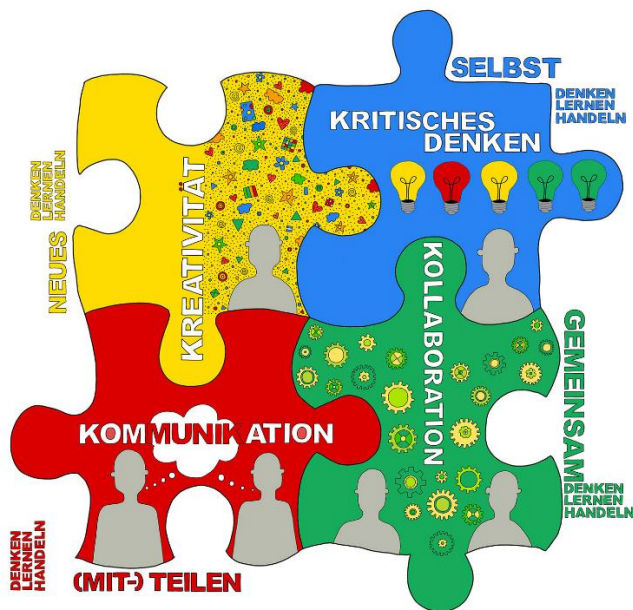 NEUES
DENKEN
LERNEN
HANDELN
KREATIVITÄT
SELBST
DENKEN
LERNEN
HANDELN
KRITISCHES
DENKEN
KOMMUNIKATION
DENKEN
LERNEN
HANDELN
(MIT-) TEILEN
KOLLABORATION
GEMEINSAM
DENKEN
LERNEN
HANDELN